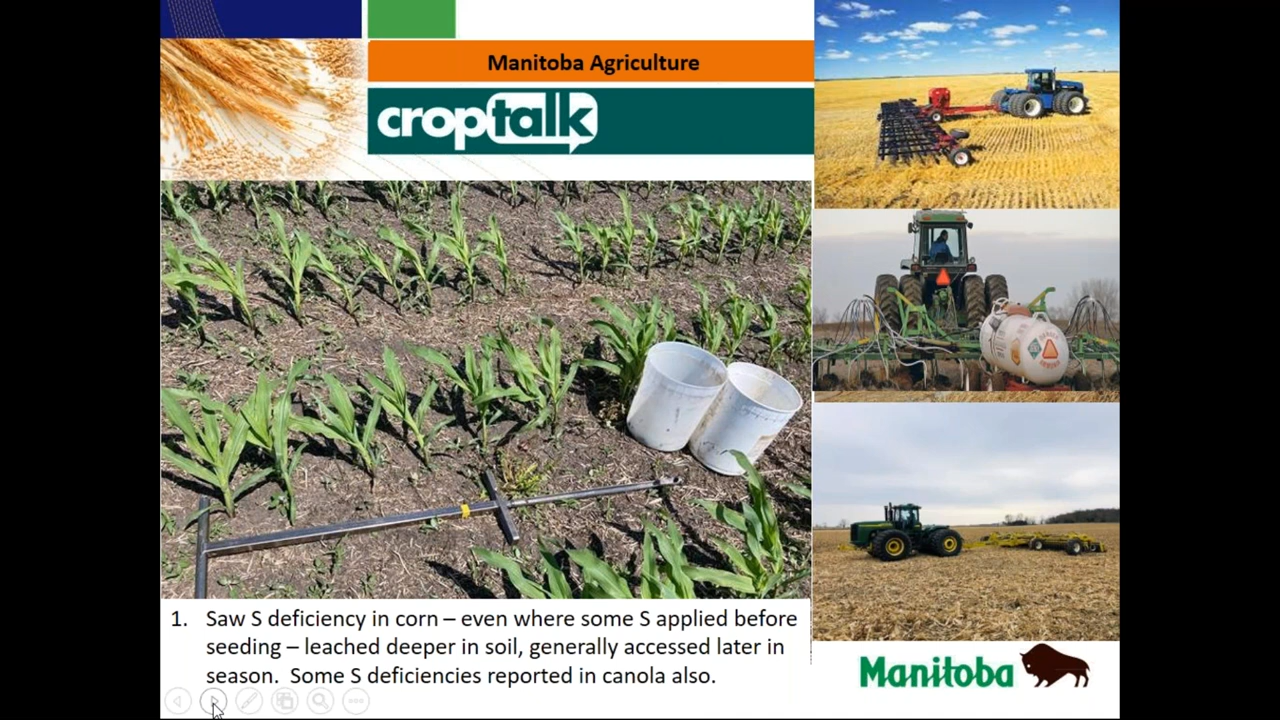 Manitoba Agriculture
croptalk
1. Saw S deficiency in corn – even where some S applied before
seeding – leached deeper in soil, generally accessed later in
season.  Some S deficiencies reported in canola also.
Manitoba